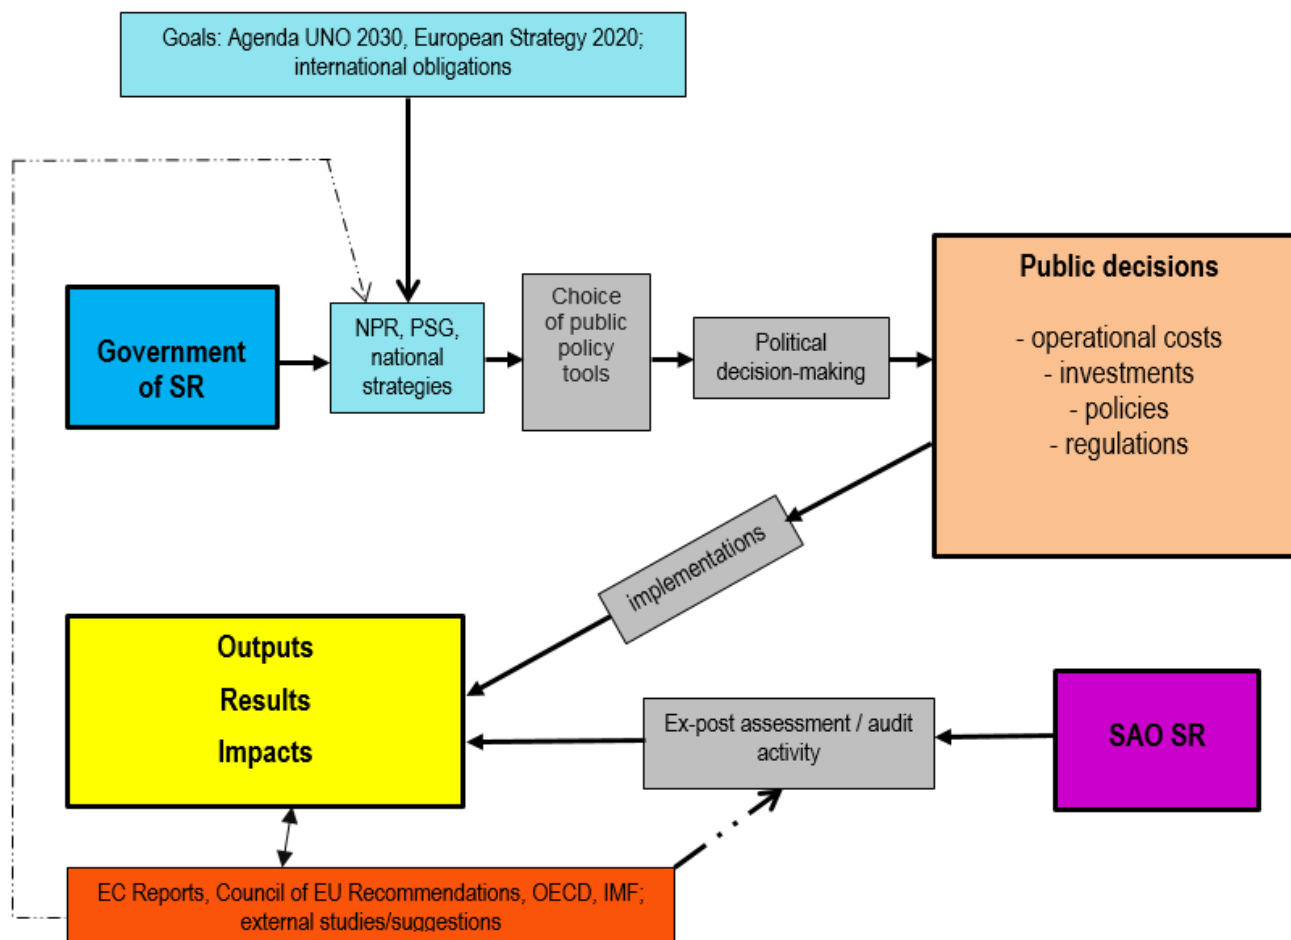 Goals: Agenda UNO 2030, European Strategy 2020;
international obligations
Government
of SR
NPR, PSG,
national
strategies
Choice
of public
policy
tools
Political
decision-making
Public decisions
- operational costs
- investments
- policies
- regulations
implementations
Outputs
Results
Impacts
Ex-post assessment / audit
activity
SAO SR
EC Reports, Council of EU Recommendations, OECD, IMF;
external studies/suggestions